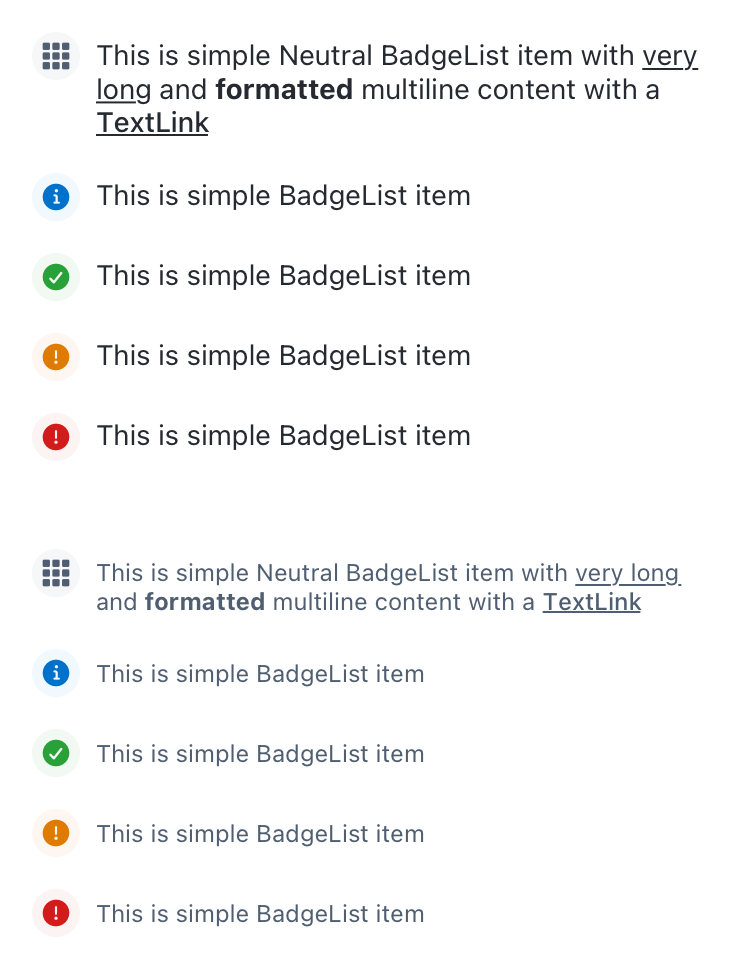 This is simple Neutral BadgeList item with very
long and formatted multiline content with a
TextLink
This is simple BadgeList item
This is simple BadgeList item
This is simple BadgeList item
This is simple BadgeList item
This is simple Neutral BadgeList item with very long
and formatted multiline content with a TextLink
This is simple BadgeList item
This is simple BadgeList item
This is simple BadgeList item
This is simple BadgeList item